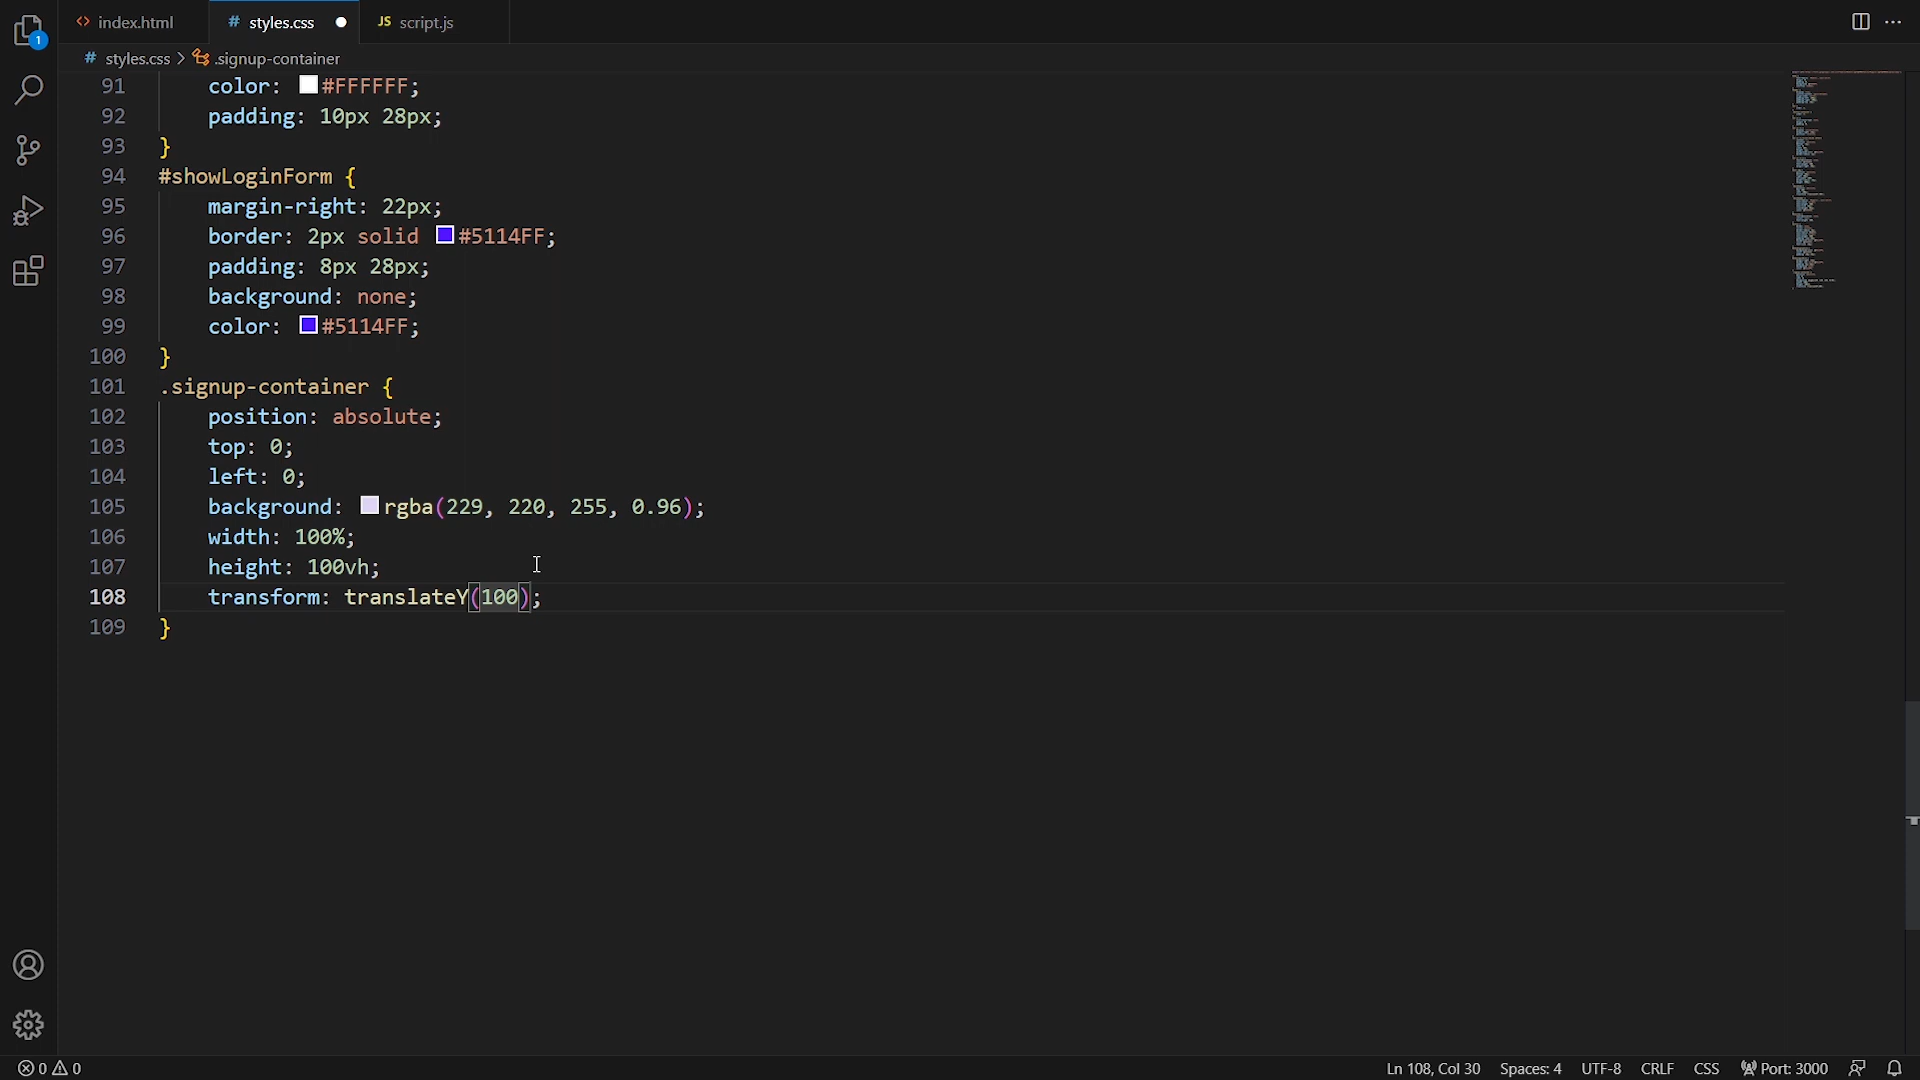 index.html
styles.css
script.js
styles.css > .signup-container
91 color: #FFFFFF;
92 padding: 10px 28px;
93 }
94 #showLoginForm {
95 margin-right: 22px;
96 border: 2px solid #5114FF;
97 padding: 8px 28px;
98 background: none;
99 color: #5114FF;
100 }
101 .signup-container {
102 position: absolute;
103 top: 0;
104 left: 0;
105 background: rgba(229, 220, 255, 0.96);
106 width: 100%;
107 height: 100vh;
108 transform: translateY(100);
109 }
0 0 Ln 108, Col 30 Spaces: 4 UTF-8 CRLF CSS Port: 3000